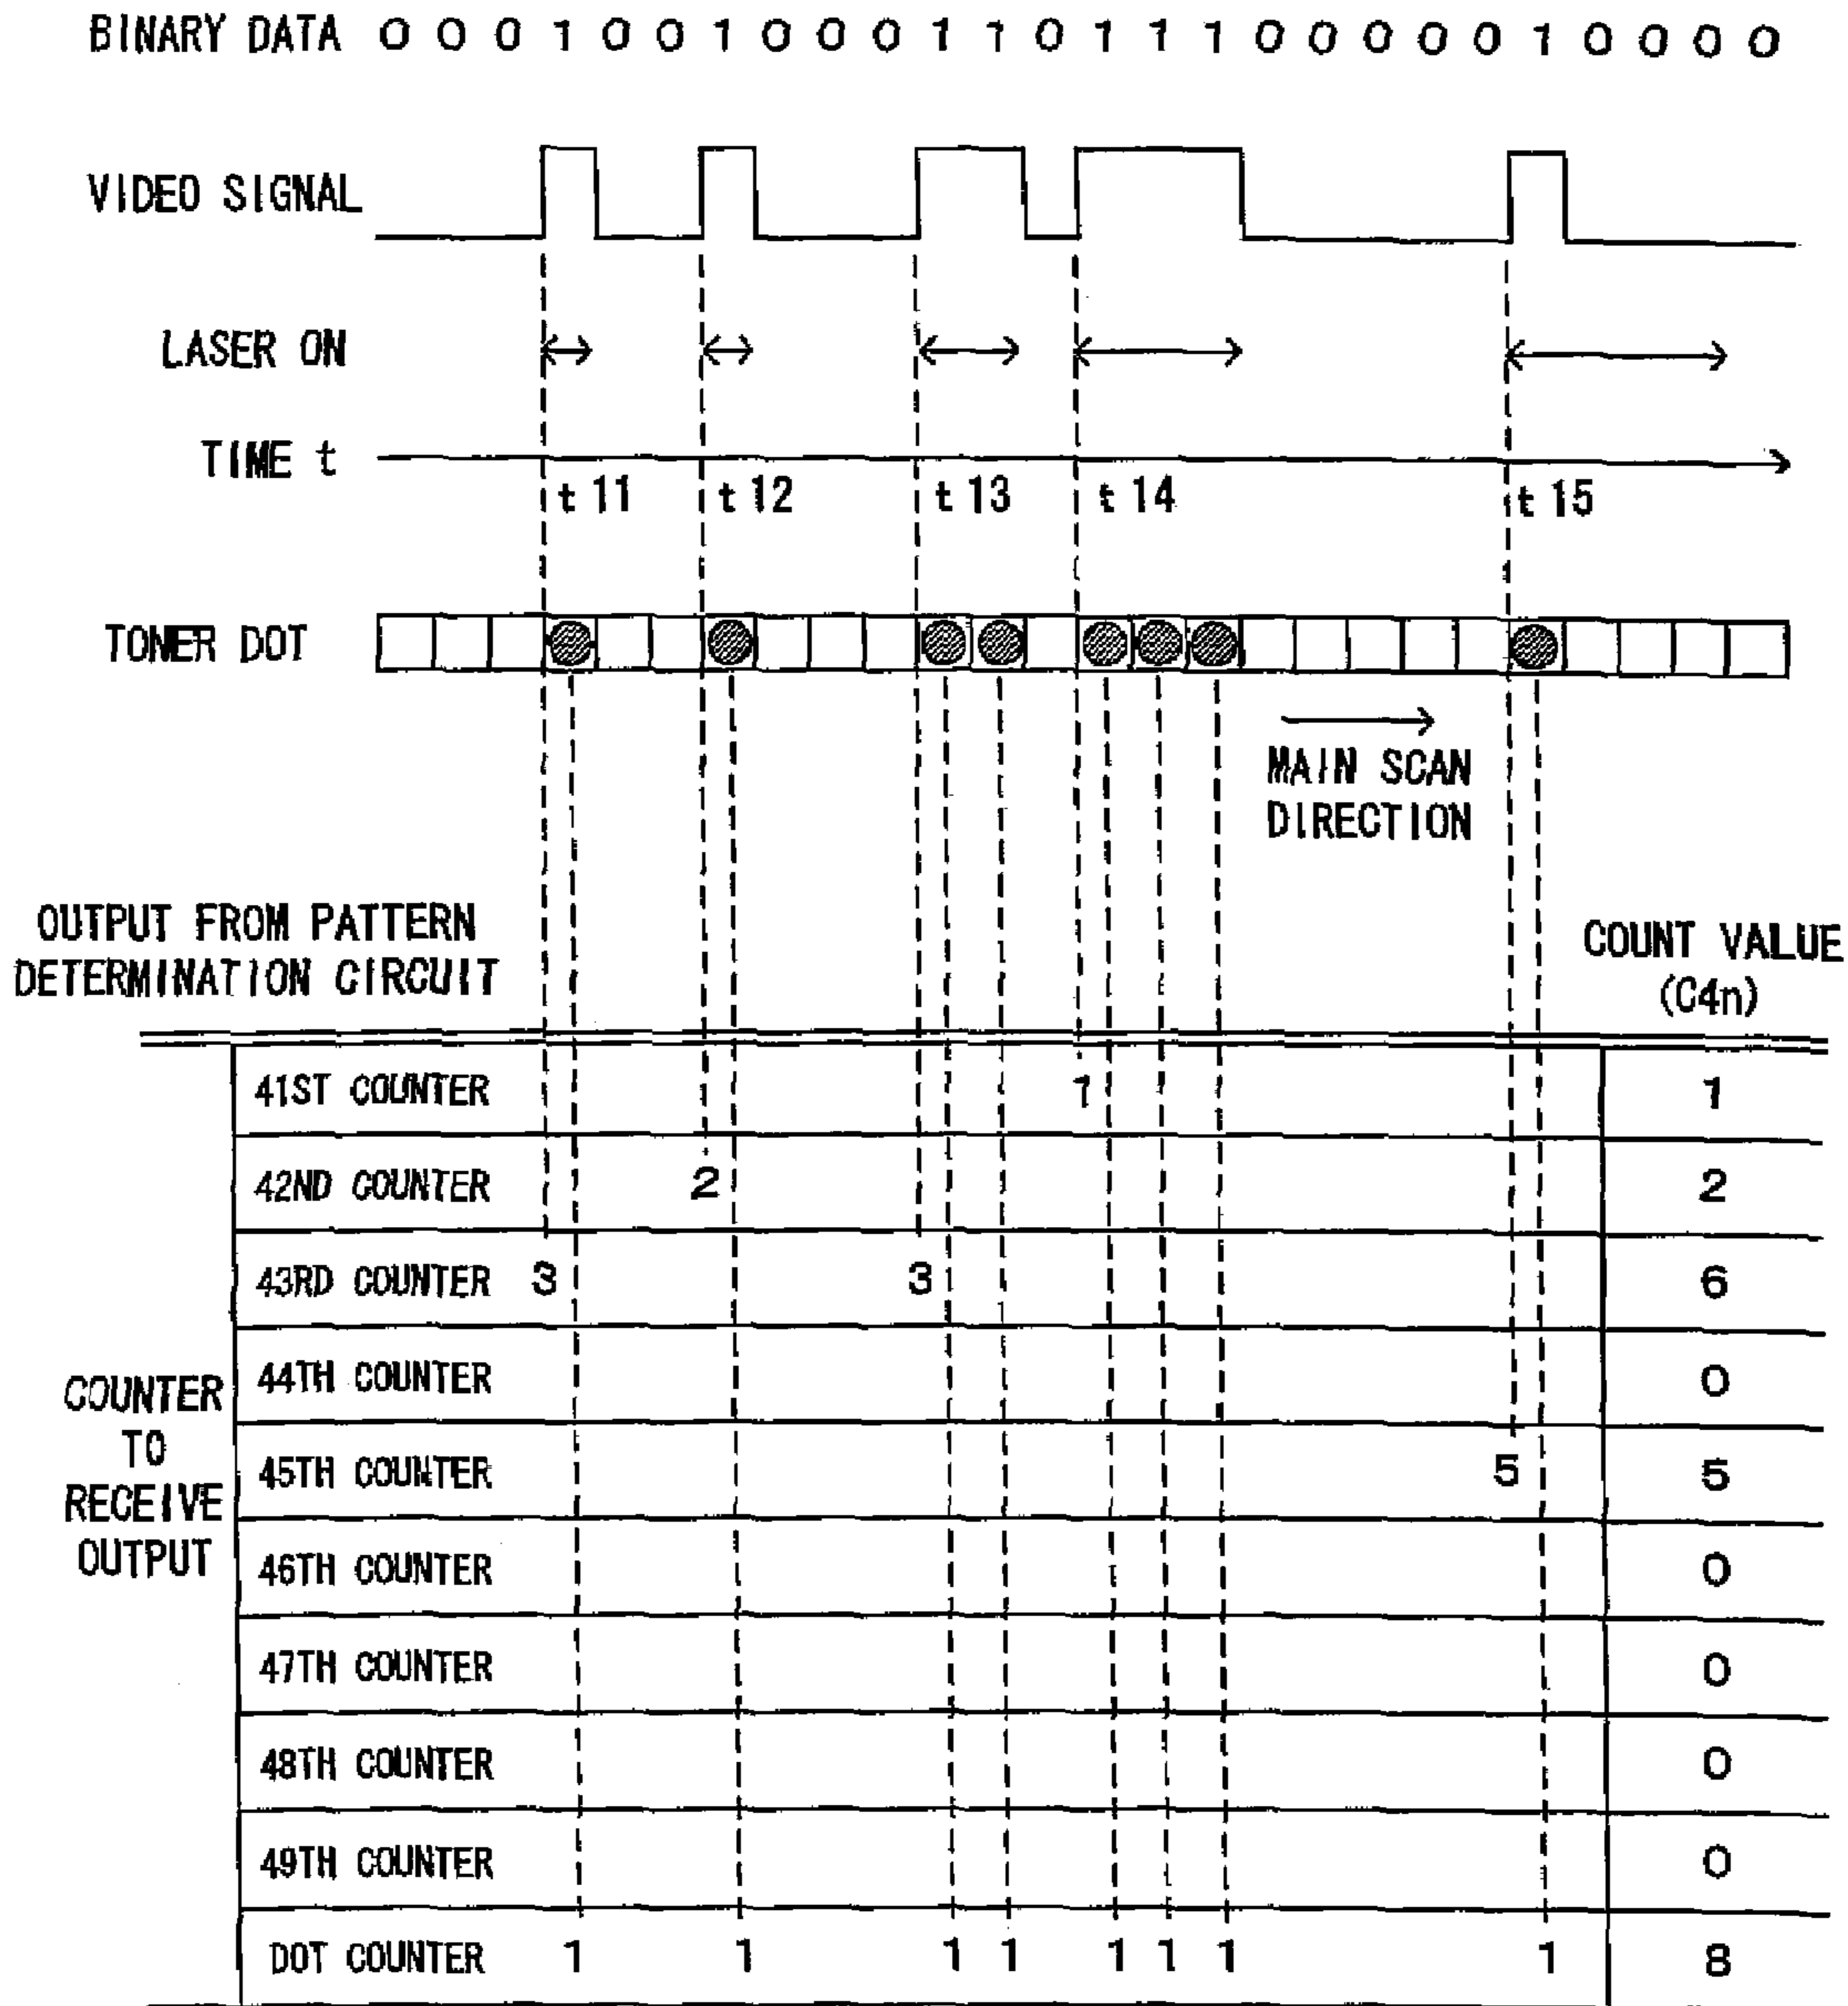 BINARY DATA 0 0 0 1 0 0 1 0 0 0 1 1 0 1 1 1 0 0 0 0 0 1 0 0 0 0
VIDEO SIGNAL
LASER ON
TIME t
t 11 t 12 t 13 t 14 t 15
TONER DOT
MAIN SCAN
DIRECTION
OUTPUT FROM PATTERN
DETERMINATION CIRCUIT
COUNT VALUE
(C4n)
COUNTER
TO
RECEIVE
OUTPUT
41ST COUNTER 1 1
42ND COUNTER 2 2
43RD COUNTER 3 3 6
44TH COUNTER 0
45TH COUNTER 5 5
46TH COUNTER 0
47TH COUNTER 0
48TH COUNTER 0
49TH COUNTER 0
DOT COUNTER 1 1 1 1 1 1 1 1 8